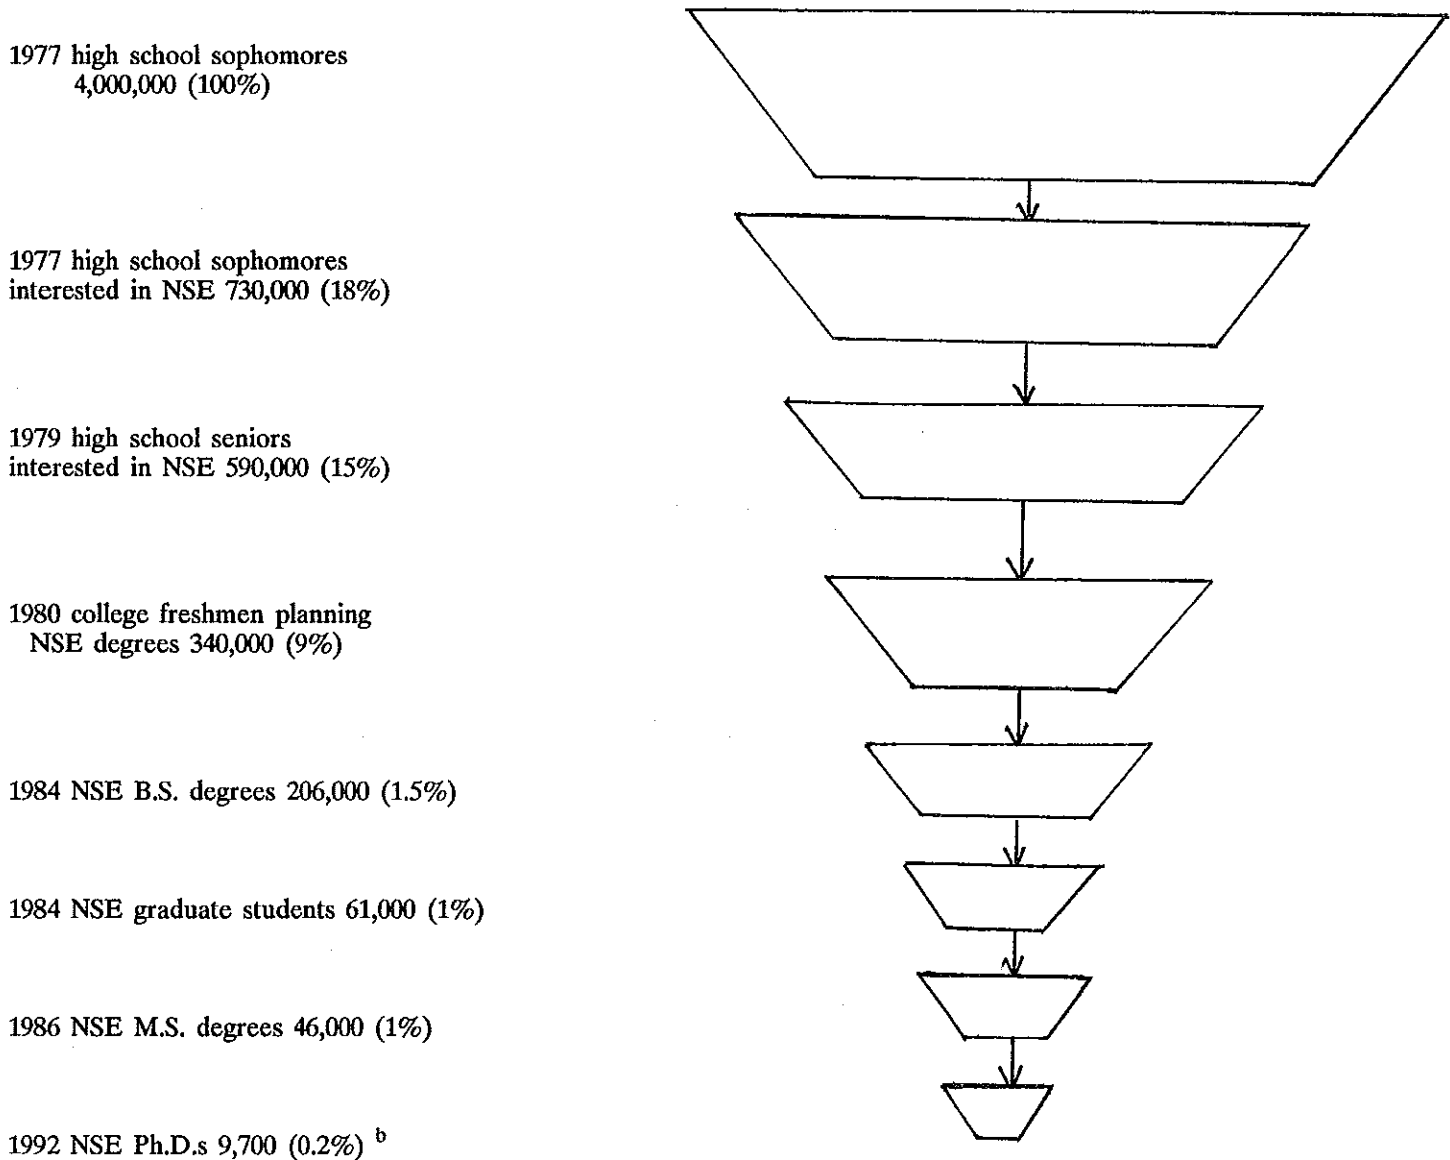 1977 high school sophomores
4,000,000 (100%)
1977 high school sophomores
interested in NSE 730,000 (18%)
1979 high school seniors
interested in NSE 590,000 (15%)
1980 college freshmen planning
NSE degrees 340,000 (9%)
1984 NSE B.S. degrees 206,000 (1.5%)
1984 NSE graduate students 61,000 (1%)
1986 NSE M.S. degrees 46,000 (1%)
1992 NSE Ph.D.s 9,700 (0.2%) b